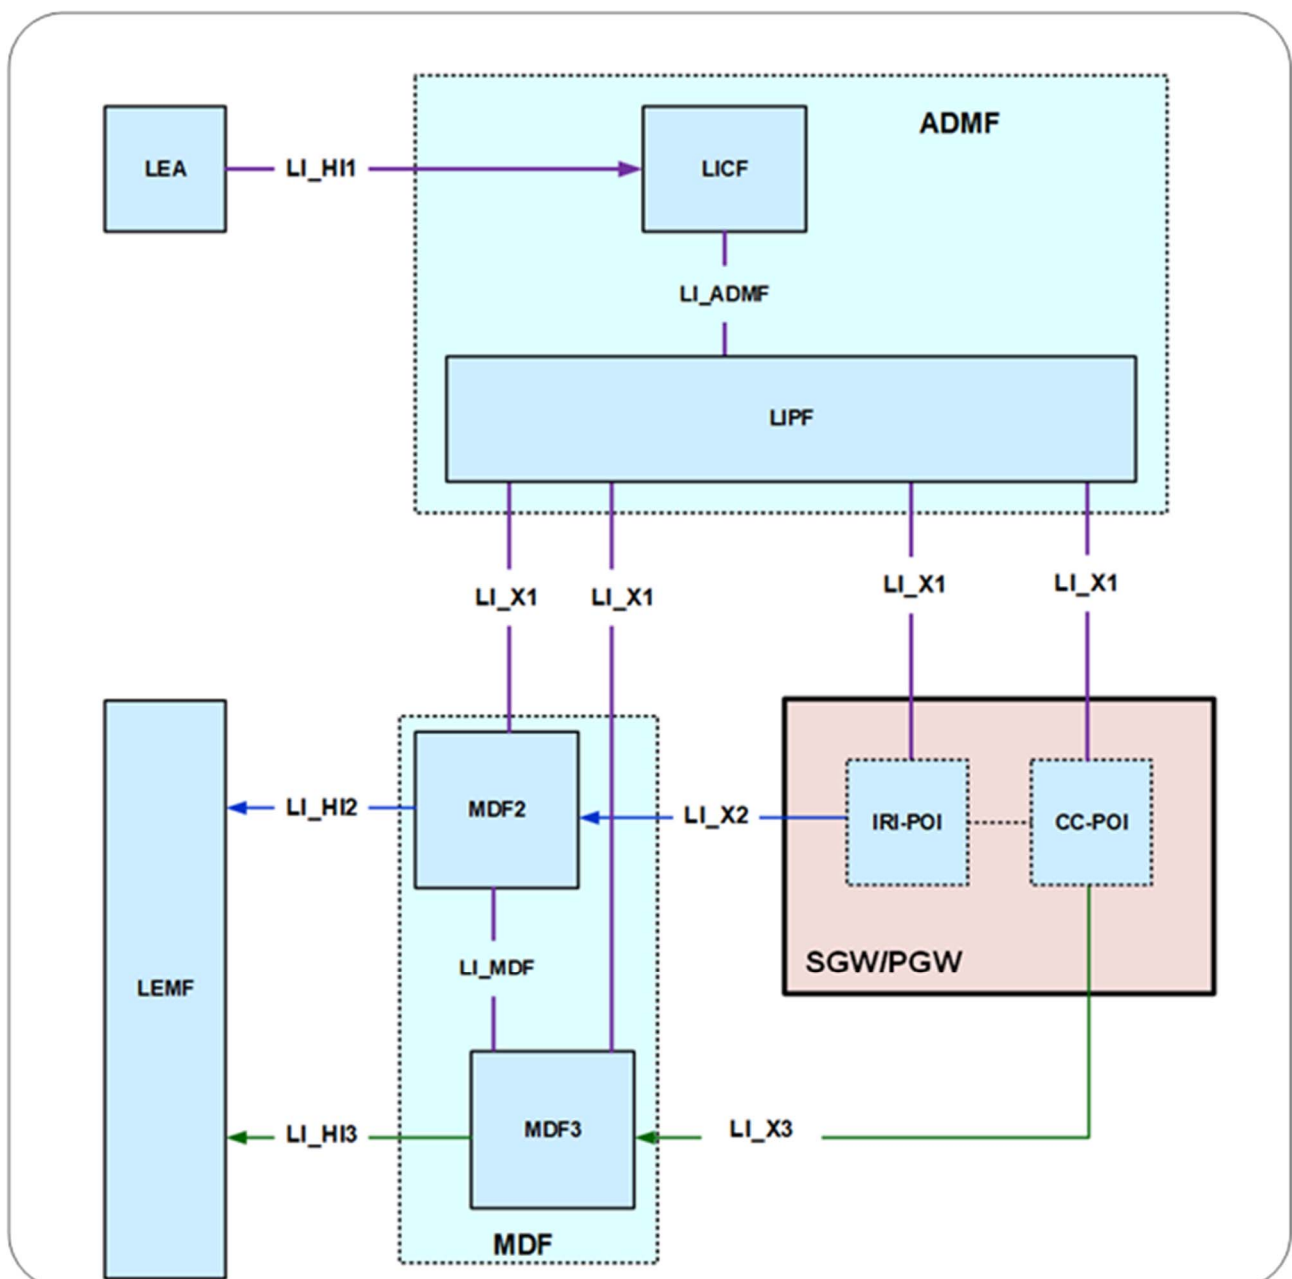 ADMF
LEA
LI_HI1
LICF
LI_ADMF
LIPF
LI_X1
LI_X1
LI_X1
LI_X1
LI_HI2
MDF2
LI_X2
IRI-POI
CC-POI
SGW/PGW
LI_MDF
LEMF
LI_HI3
MDF3
LI_X3
MDF